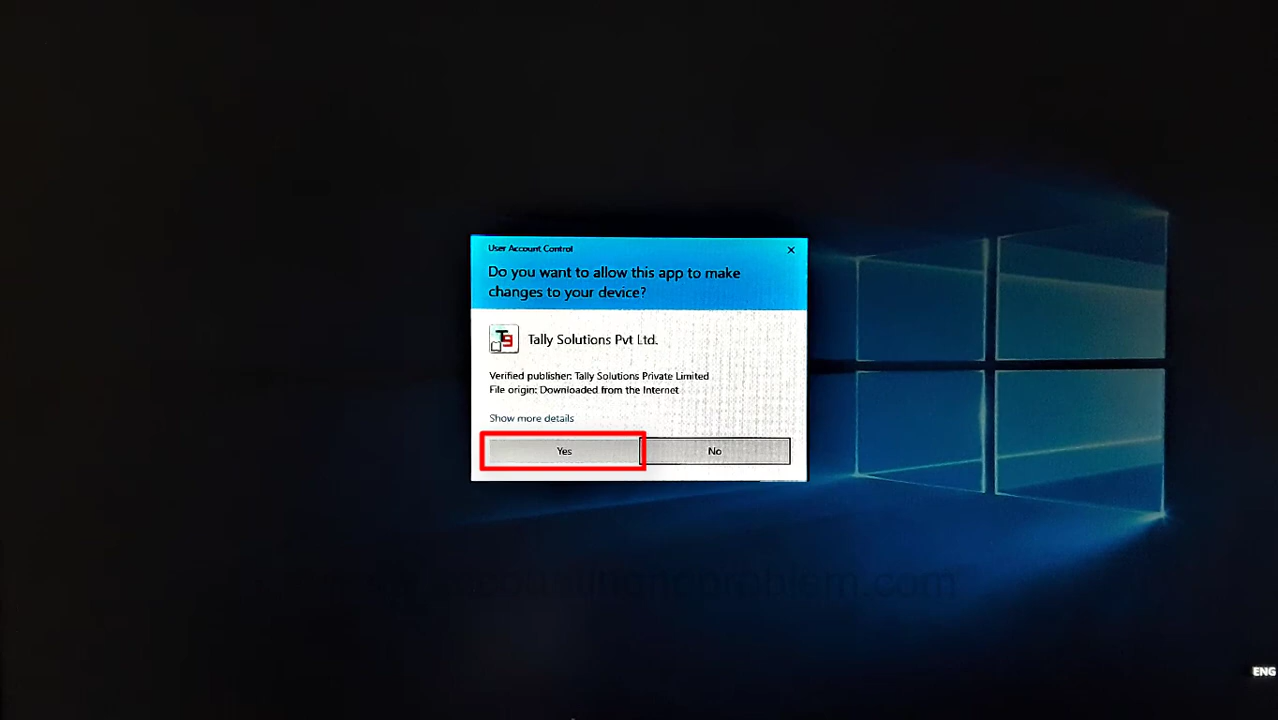 User Account Control
Do you want to allow this app to make
changes to your device?
Tally Solutions Pvt Ltd.
Verified publisher: Tally Solutions Private Limited
File origin: Downloaded from the Internet
Show more details
Yes
No
ENG